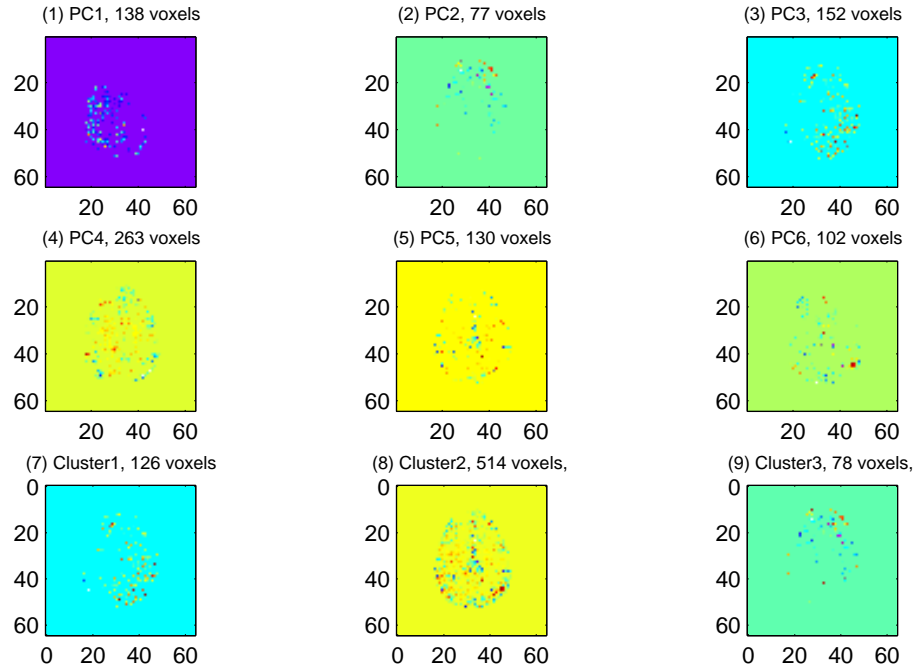 (1) PC1, 138 voxels
(2) PC2, 77 voxels
(3) PC3, 152 voxels
20
40
60
20 40 60
20
40
60
20 40 60
20
40
60
20 40 60
(4) PC4, 263 voxels
(5) PC5, 130 voxels
(6) PC6, 102 voxels
20
40
60
20 40 60
20
40
60
20 40 60
20
40
60
20 40 60
(7) Cluster1, 126 voxels
(8) Cluster2, 514 voxels,
(9) Cluster3, 78 voxels,
0
20
40
60
0 20 40 60
0
20
40
60
0 20 40 60
0
20
40
60
0 20 40 60